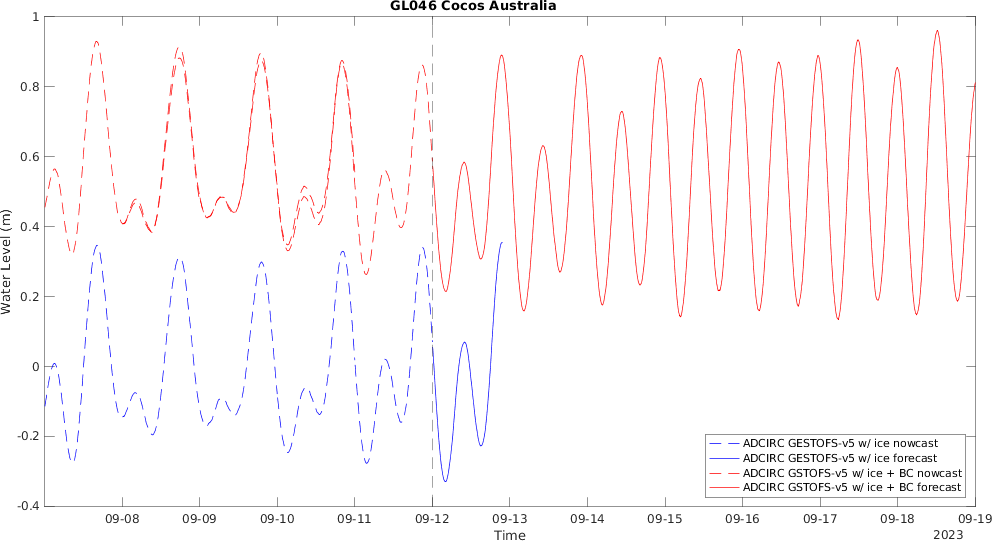 GL046 Cocos Australia
Water Level (m)
1
0.8
0.6
0.4
0.2
0
-0.2
-0.4
ADCIRC GESTOFS-v5 w/ ice nowcast
ADCIRC GESTOFS-v5 w/ ice forecast
ADCIRC GSTOFS-v5 w/ ice + BC nowcast
ADCIRC GSTOFS-v5 w/ ice + BC forecast
09-08 09-09 09-10 09-11 09-12 09-13 09-14 09-15 09-16 09-17 09-18 09-19
Time
2023